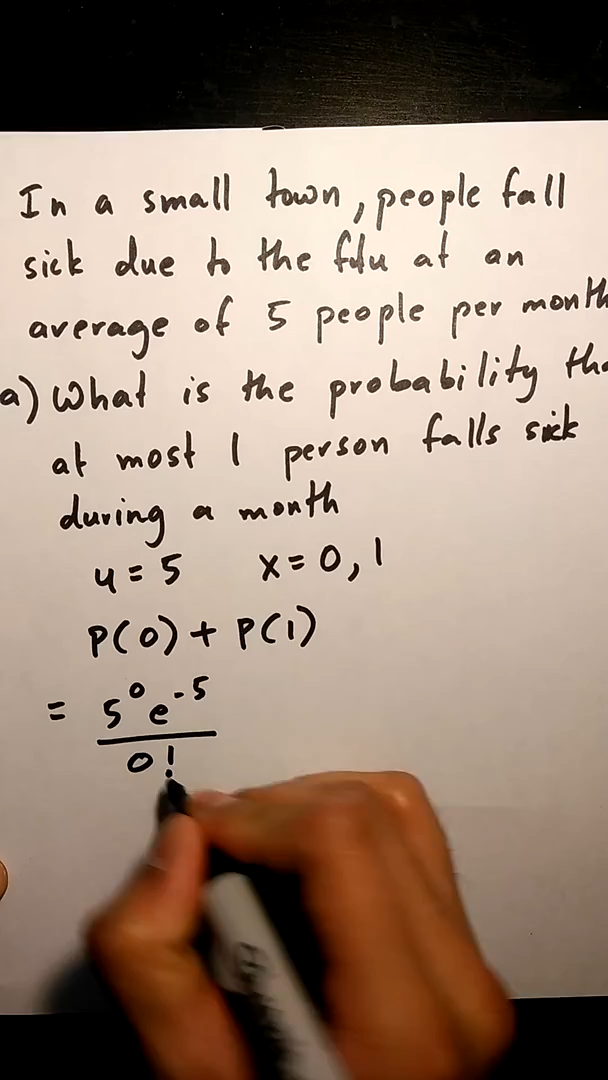 In a small town, people fall
sick due to the flu at an
average of 5 people per month
a) What is the probability tha
at most 1 person falls sick
during a month
μ = 5 x = 0, 1
P(0) + P(1)
= 5⁰e⁻⁵
0!